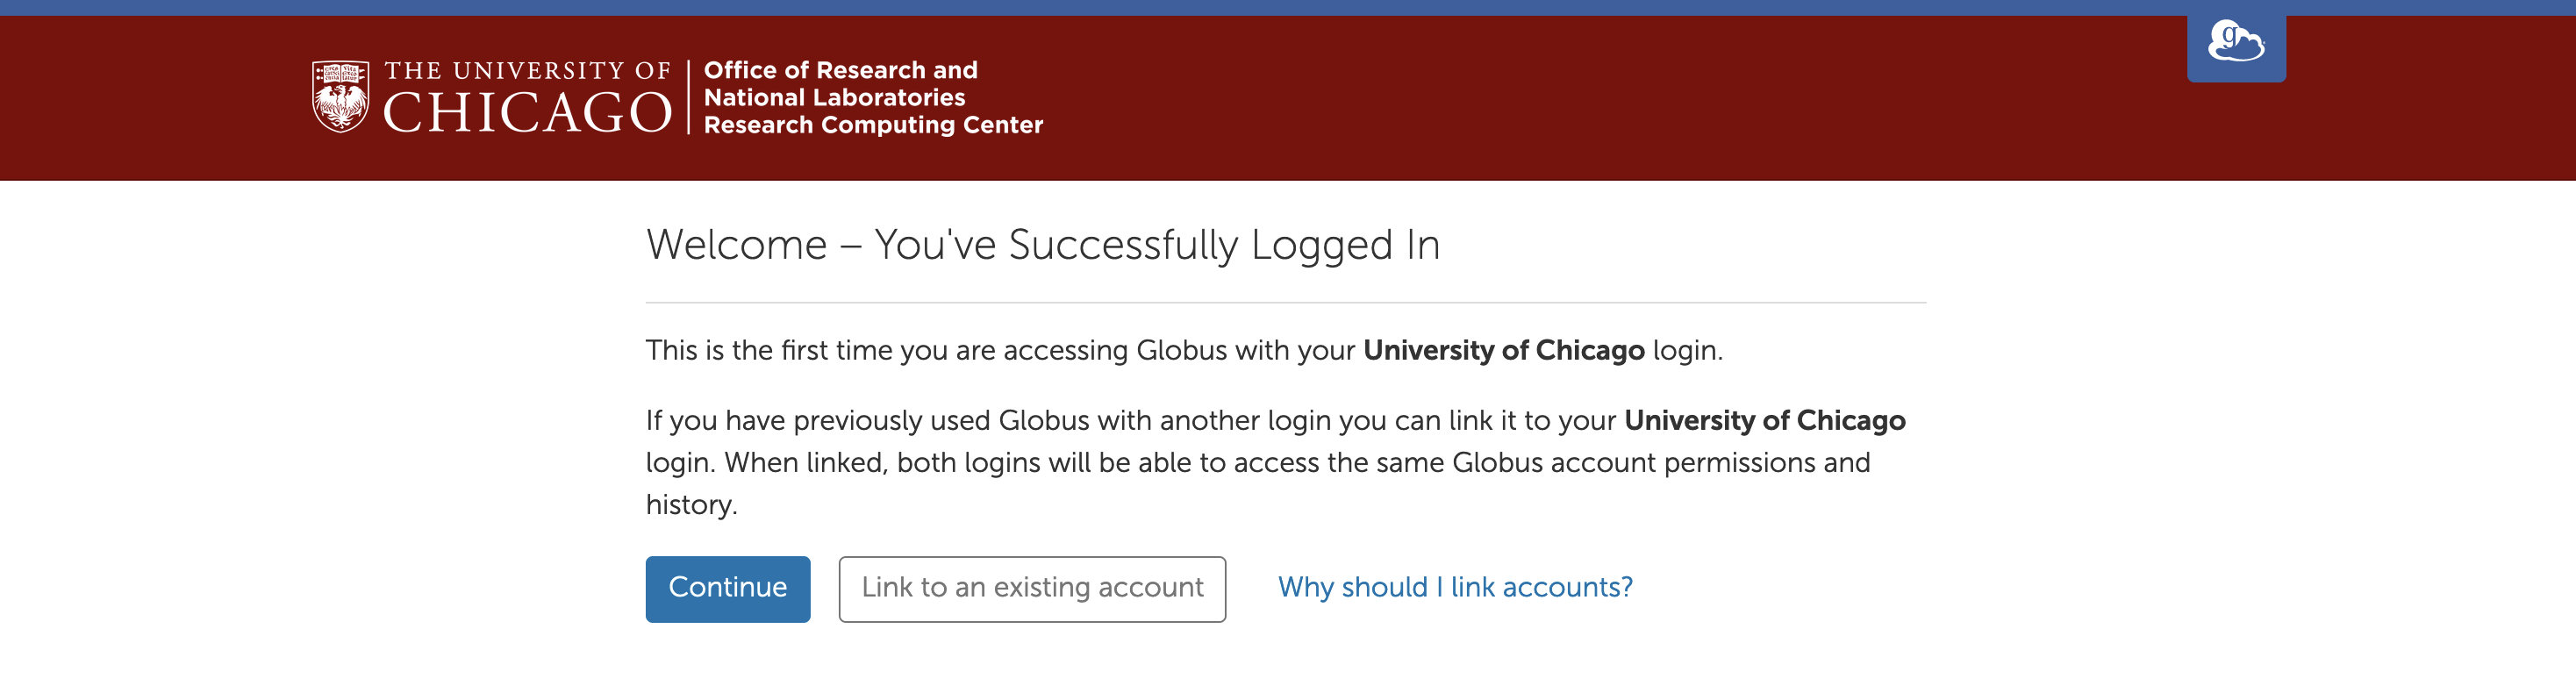 THE UNIVERSITY OF
CHICAGO
Office of Research and
National Laboratories
Research Computing Center
g
Welcome – You've Successfully Logged In
This is the first time you are accessing Globus with your University of Chicago login.
If you have previously used Globus with another login you can link it to your University of Chicago
login. When linked, both logins will be able to access the same Globus account permissions and
history.
Continue
Link to an existing account
Why should I link accounts?